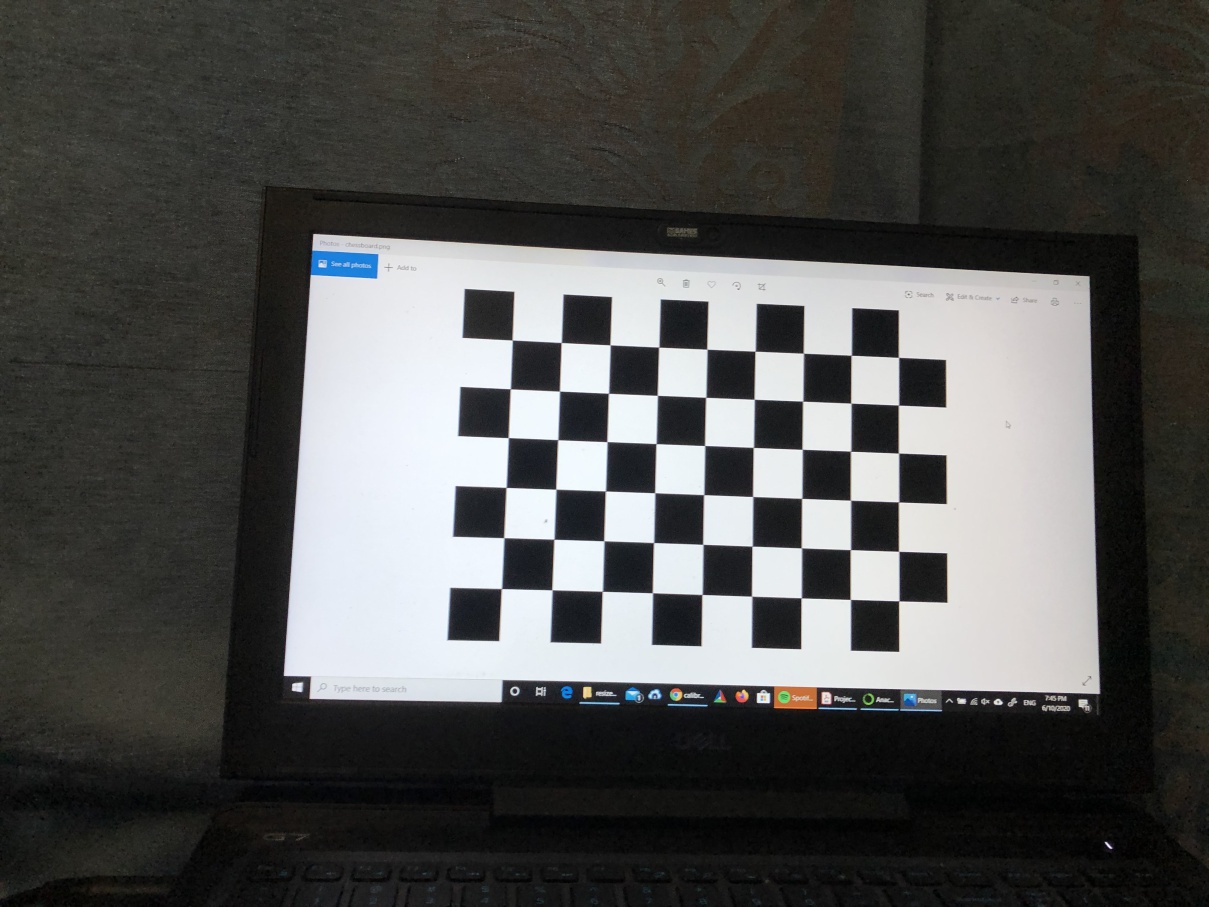 Photos - chessboard.png
See all photos
Add to
Search
Edit & Create
Share
Type here to search
resize...
calibr...
Spotif...
Projec...
Anac...
Photos
ENG
7:45 PM
6/10/2020
DELL
G7